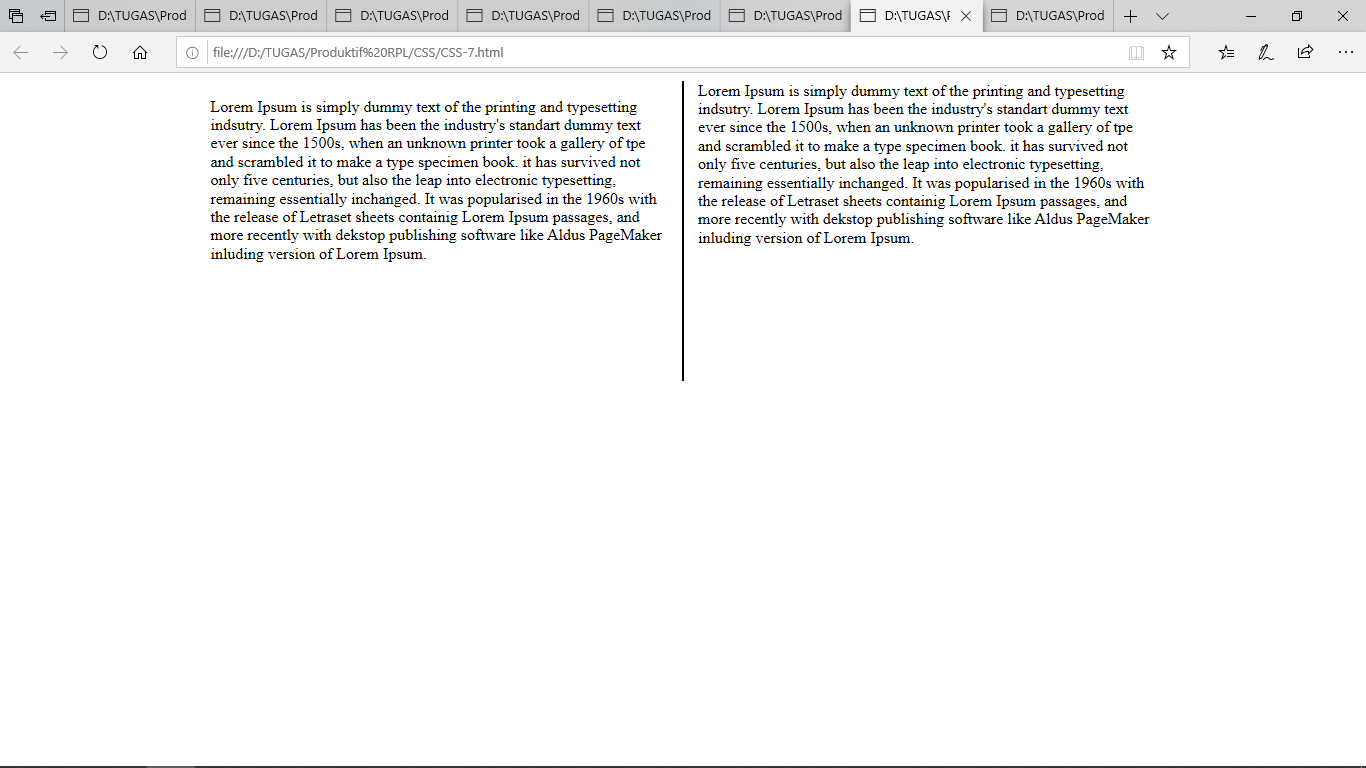 D:\TUGAS\Prod D:\TUGAS\Prod D:\TUGAS\Prod D:\TUGAS\Prod D:\TUGAS\Prod D:\TUGAS\Prod D:\TUGAS\F D:\TUGAS\Prod
file:///D:/TUGAS/Produktif%20RPL/CSS/CSS-7.html
Lorem Ipsum is simply dummy text of the printing and typesetting
indsutry. Lorem Ipsum has been the industry's standart dummy text
ever since the 1500s, when an unknown printer took a gallery of tpe
and scrambled it to make a type specimen book. it has survived not
only five centuries, but also the leap into electronic typesetting,
remaining essentially inchanged. It was popularised in the 1960s with
the release of Letraset sheets containig Lorem Ipsum passages, and
more recently with dekstop publishing software like Aldus PageMaker
inluding version of Lorem Ipsum.
Lorem Ipsum is simply dummy text of the printing and typesetting
indsutry. Lorem Ipsum has been the industry's standart dummy text
ever since the 1500s, when an unknown printer took a gallery of tpe
and scrambled it to make a type specimen book. it has survived not
only five centuries, but also the leap into electronic typesetting,
remaining essentially inchanged. It was popularised in the 1960s with
the release of Letraset sheets containig Lorem Ipsum passages, and
more recently with dekstop publishing software like Aldus PageMaker
inluding version of Lorem Ipsum.